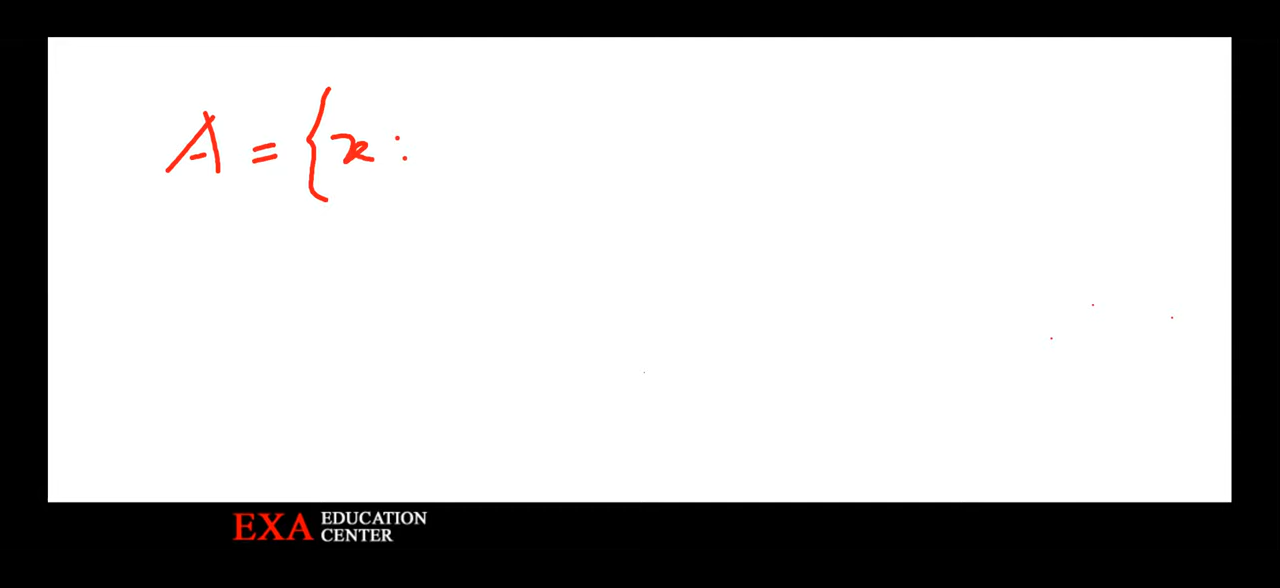 A = { x :
EXA EDUCATION
CENTER